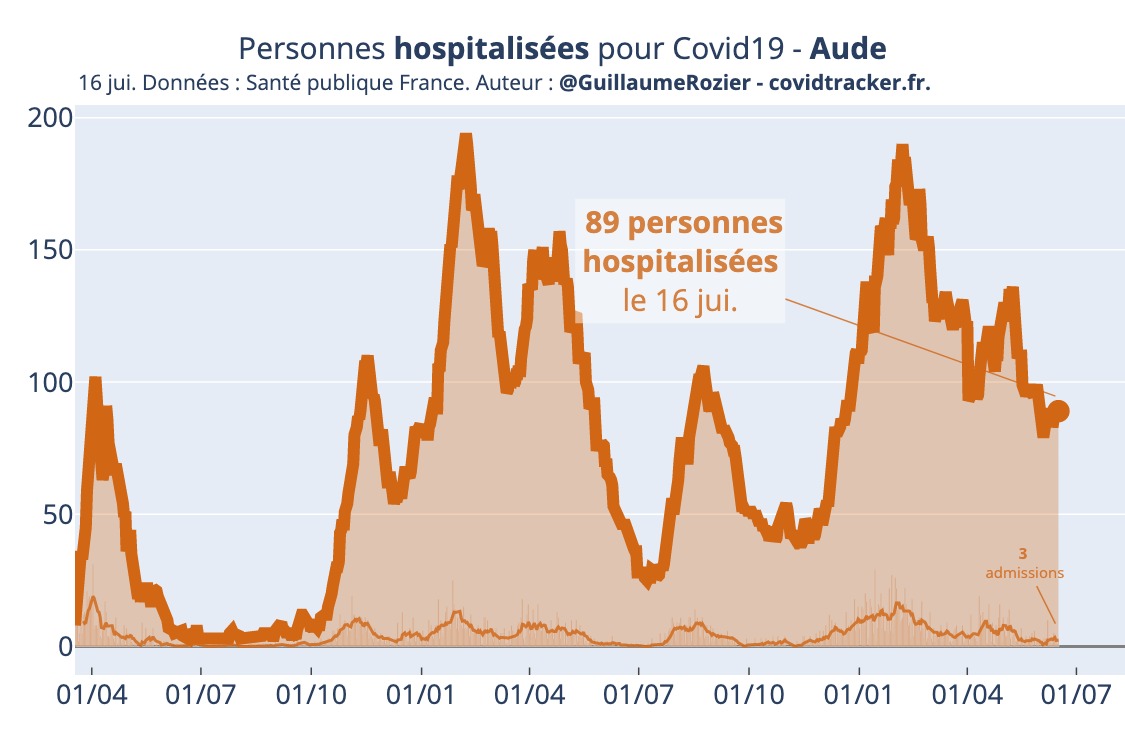 Personnes hospitalisées pour Covid19 - Aude
16 jui. Données : Santé publique France. Auteur : @GuillaumeRozier - covidtracker.fr.
200
150
100
50
0
89 personnes
hospitalisées
le 16 jui.
3
admissions
01/04
01/07
01/10
01/01
01/04
01/07
01/10
01/01
01/04
01/07